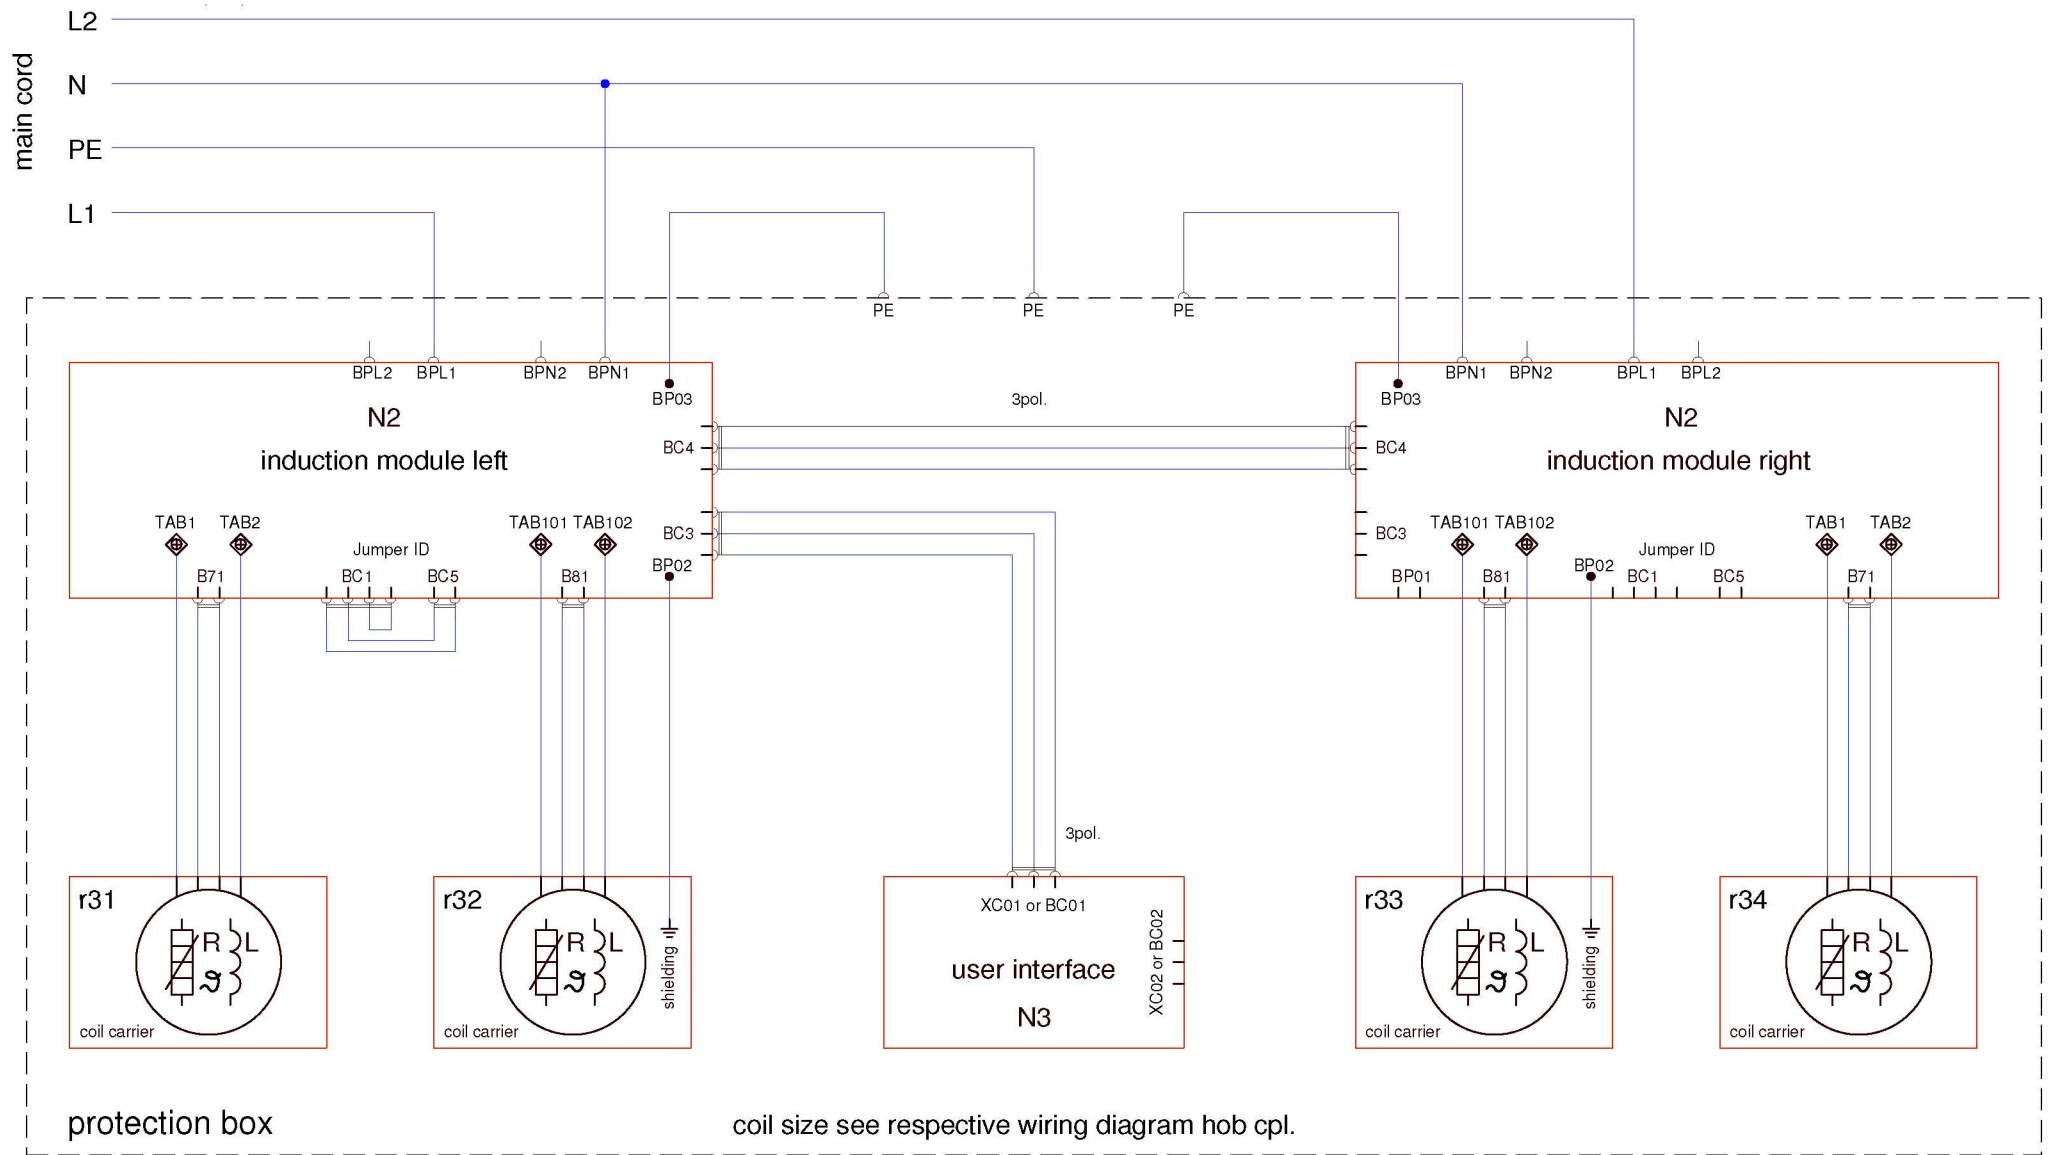 main cord
L2
N
PE
L1
PE
PE
PE
BPL2
BPL1
BPN2
BPN1
BP03
N2
induction module left
BC4
BC3
BP02
TAB1
TAB2
TAB101
TAB102
Jumper ID
B71
BC1
BC5
B81
3pol.
BPN1
BPN2
BPL1
BPL2
BP03
N2
induction module right
BC4
BC3
TAB101
TAB102
TAB1
TAB2
BP02
Jumper ID
BP01
B81
BC1
BC5
B71
3pol.
r31
R
L
ϑ
coil carrier
r32
R
L
ϑ
shielding
coil carrier
XC01 or BC01
XC02 or BC02
user interface
N3
r33
R
L
ϑ
shielding
coil carrier
r34
R
L
ϑ
coil carrier
protection box
coil size see respective wiring diagram hob cpl.